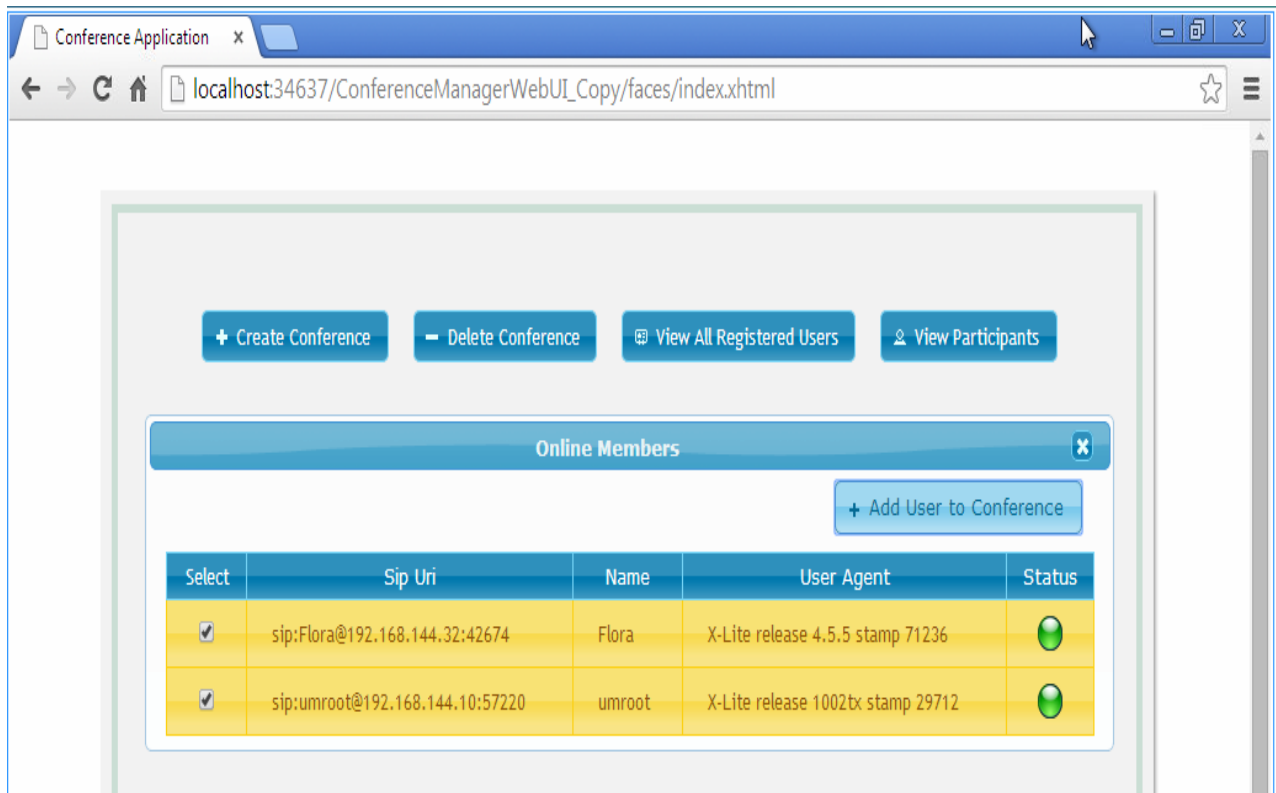 Conference Application
localhost:34637/ConferenceManagerWebUI_Copy/faces/index.xhtml
+ Create Conference − Delete Conference View All Registered Users View Participants
Online Members
+ Add User to Conference
Select Sip Uri Name User Agent Status
sip:Flora@192.168.144.32:42674 Flora X-Lite release 4.5.5 stamp 71236
sip:umroot@192.168.144.10:57220 umroot X-Lite release 1002tx stamp 29712